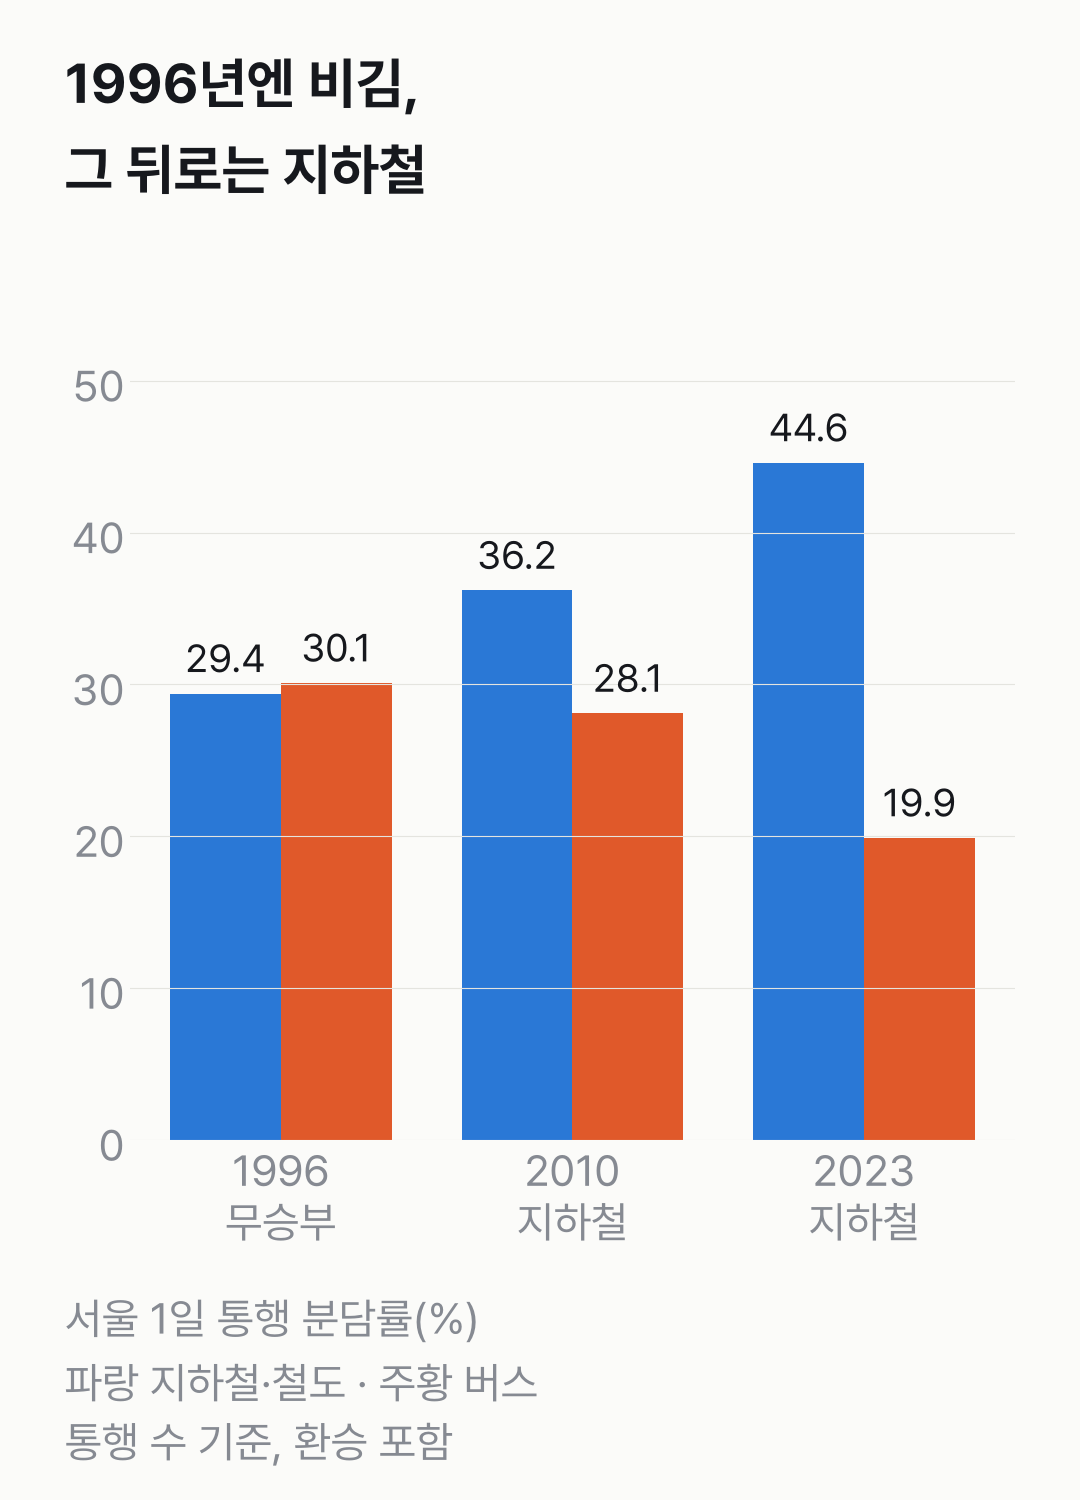 1996년엔 비김,
그 뒤로는 지하철
50
40
30
20
10
0
29.4
30.1
36.2
28.1
44.6
19.9
1996
무승부
2010
지하철
2023
지하철
서울 1일 통행 분담률(%)
파랑 지하철·철도 · 주황 버스
통행 수 기준, 환승 포함